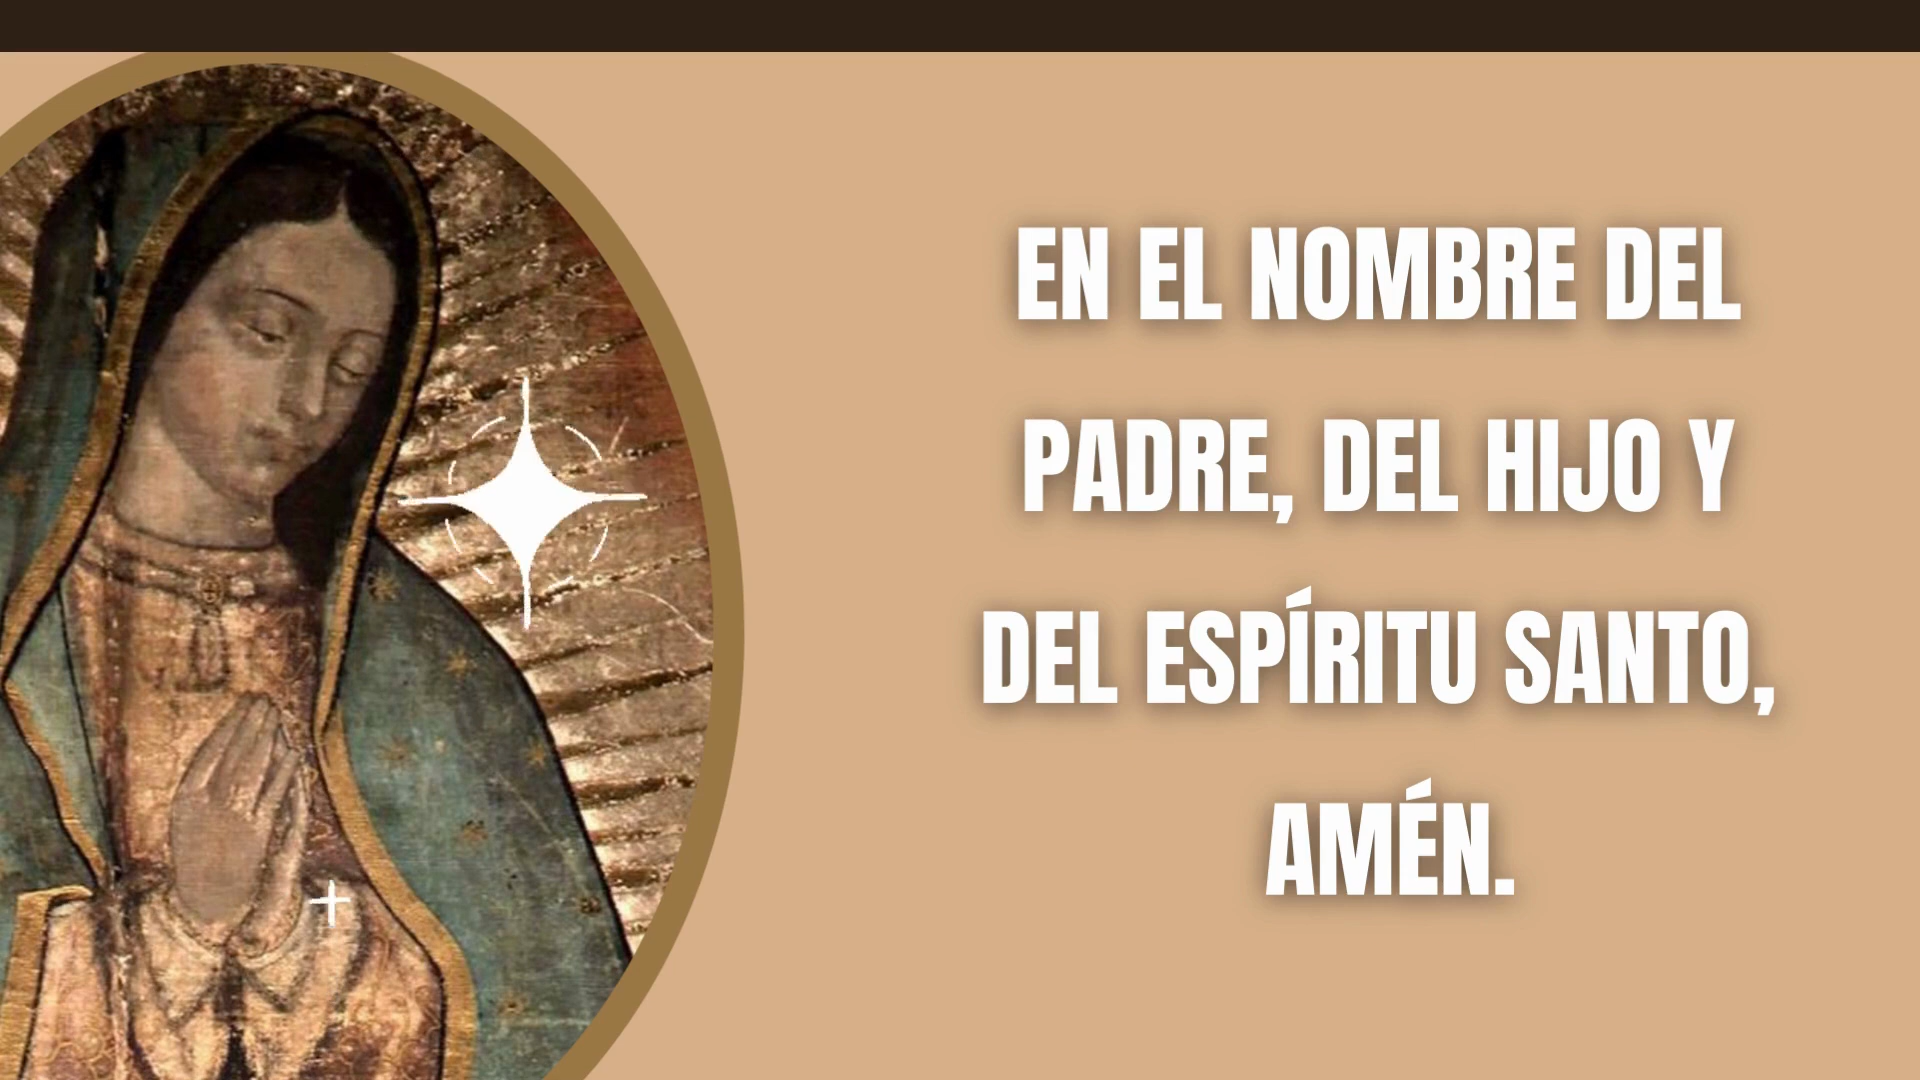 EN EL NOMBRE DEL
PADRE, DEL HIJO Y
DEL ESPÍRITU SANTO,
AMÉN.